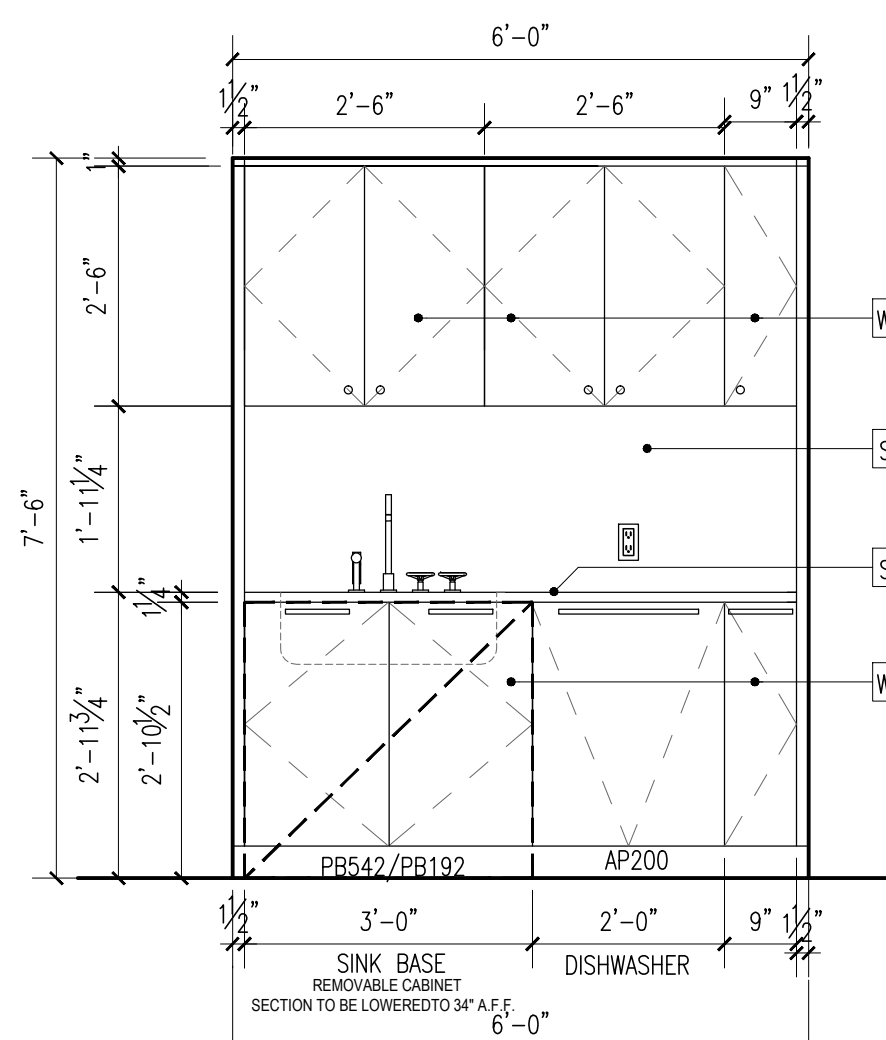 6'-0"
1½" 2'-6" 2'-6" 9" 1½"
1"
2'-6"
W
7'-6"
1'-11¼"
S
S
1¼"
W
2'-11¾"
2'-10½"
PB542/PB192 AP200
1½" 3'-0" 2'-0" 9" 1½"
SINK BASE DISHWASHER
REMOVABLE CABINET
SECTION TO BE LOWEREDTO 34" A.F.F.
6'-0"